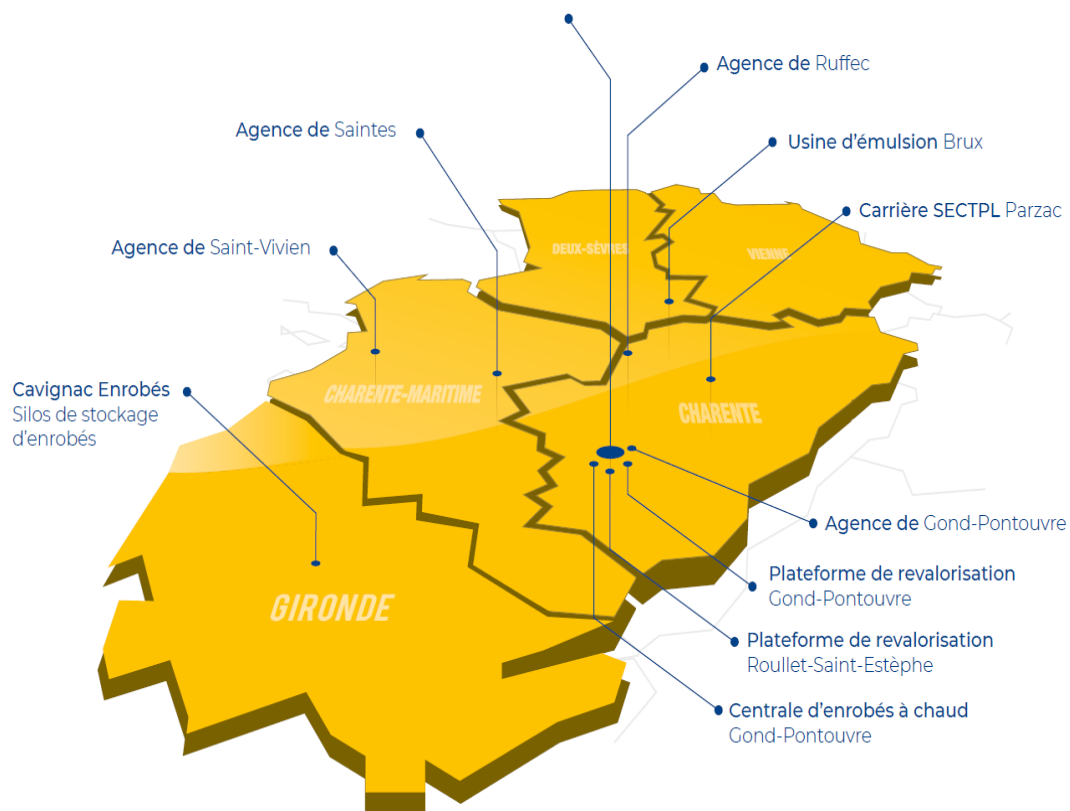 Agence de Ruffec
Agence de Saintes
Usine d'émulsion Brux
Carrière SECTPL Parzac
Agence de Saint-Vivien
DEUX-SÈVRES
VIENNE
Cavignac Enrobés
Silos de stockage
d'enrobés
CHARENTE-MARITIME
CHARENTE
Agence de Gond-Pontouvre
Plateforme de revalorisation
Gond-Pontouvre
GIRONDE
Plateforme de revalorisation
Roullet-Saint-Estèphe
Centrale d'enrobés à chaud
Gond-Pontouvre